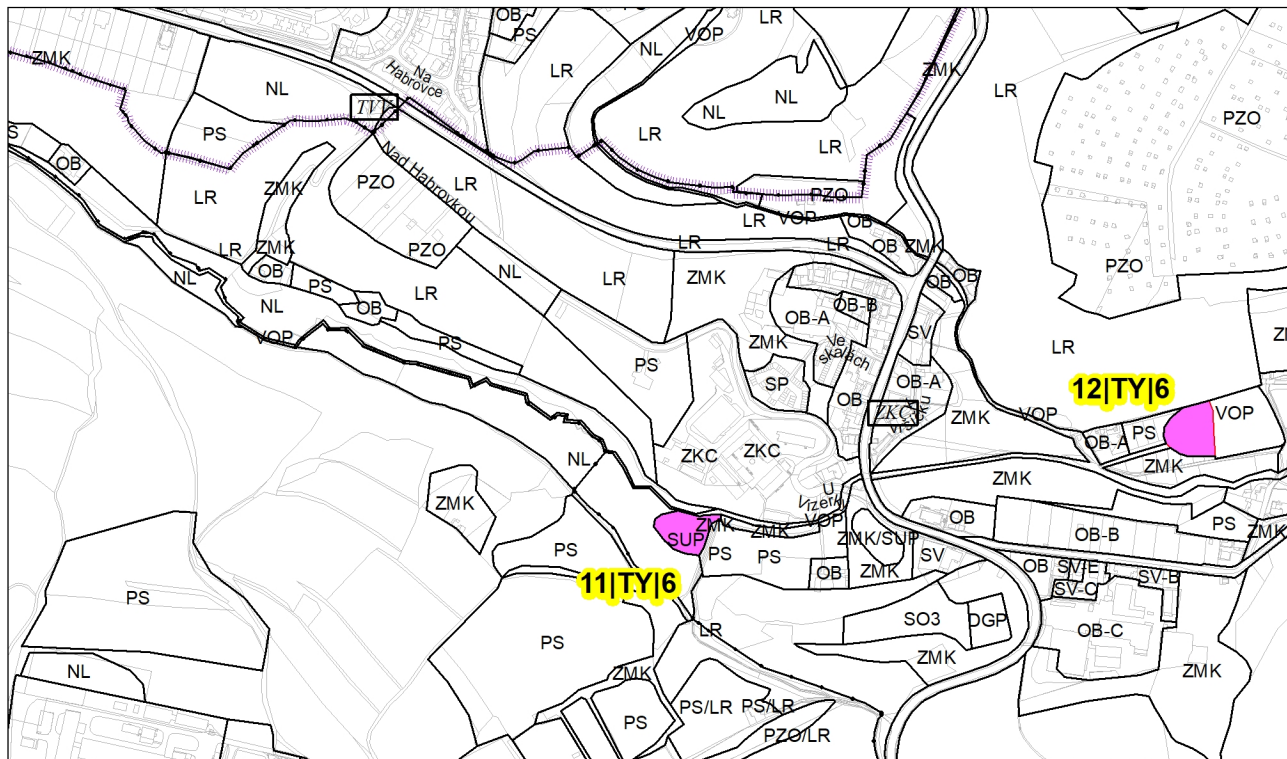 OB
PS
LR
NL
VOP
LR
ZMK
ZMK
NL
Na
Habrovce
LR
NL
NL
LR
PZO
TVV
PS
LR
LR
OB
Nad Habrovkou
PZO
LR
ZMK
PZO
LR
VOP
OB
LR
ZMK
PZO
LR
LR
OB
ZMK
NL
OB
NL
LR
ZMK
OB
OB
PZO
PS
NL
LR
OB-B
OB-A
VOP
OB
PS
ZMK
Ve
skalách
SV
LR
PS
SP
OB-A
OB
ZKC
vršíčku
ZMK
VOP
12|TY|6
VOP
OB-A
PS
ZMK
NL
ZKC
ZKC
ZMK
U
Vizerky
ZMK
SUP
ZMK
ZMK
VOP
ZMK/SUP
OB
OB-B
PS
ZMK
PS
PS
PS
OB
ZMK
SV
OB
SV-E
SV-B
SV-C
11|TY|6
PS
PS
LR
SO3
DGP
OB-C
NL
ZMK
PS
PS/LR
PS/LR
PZO/LR
ZMK
ZMK